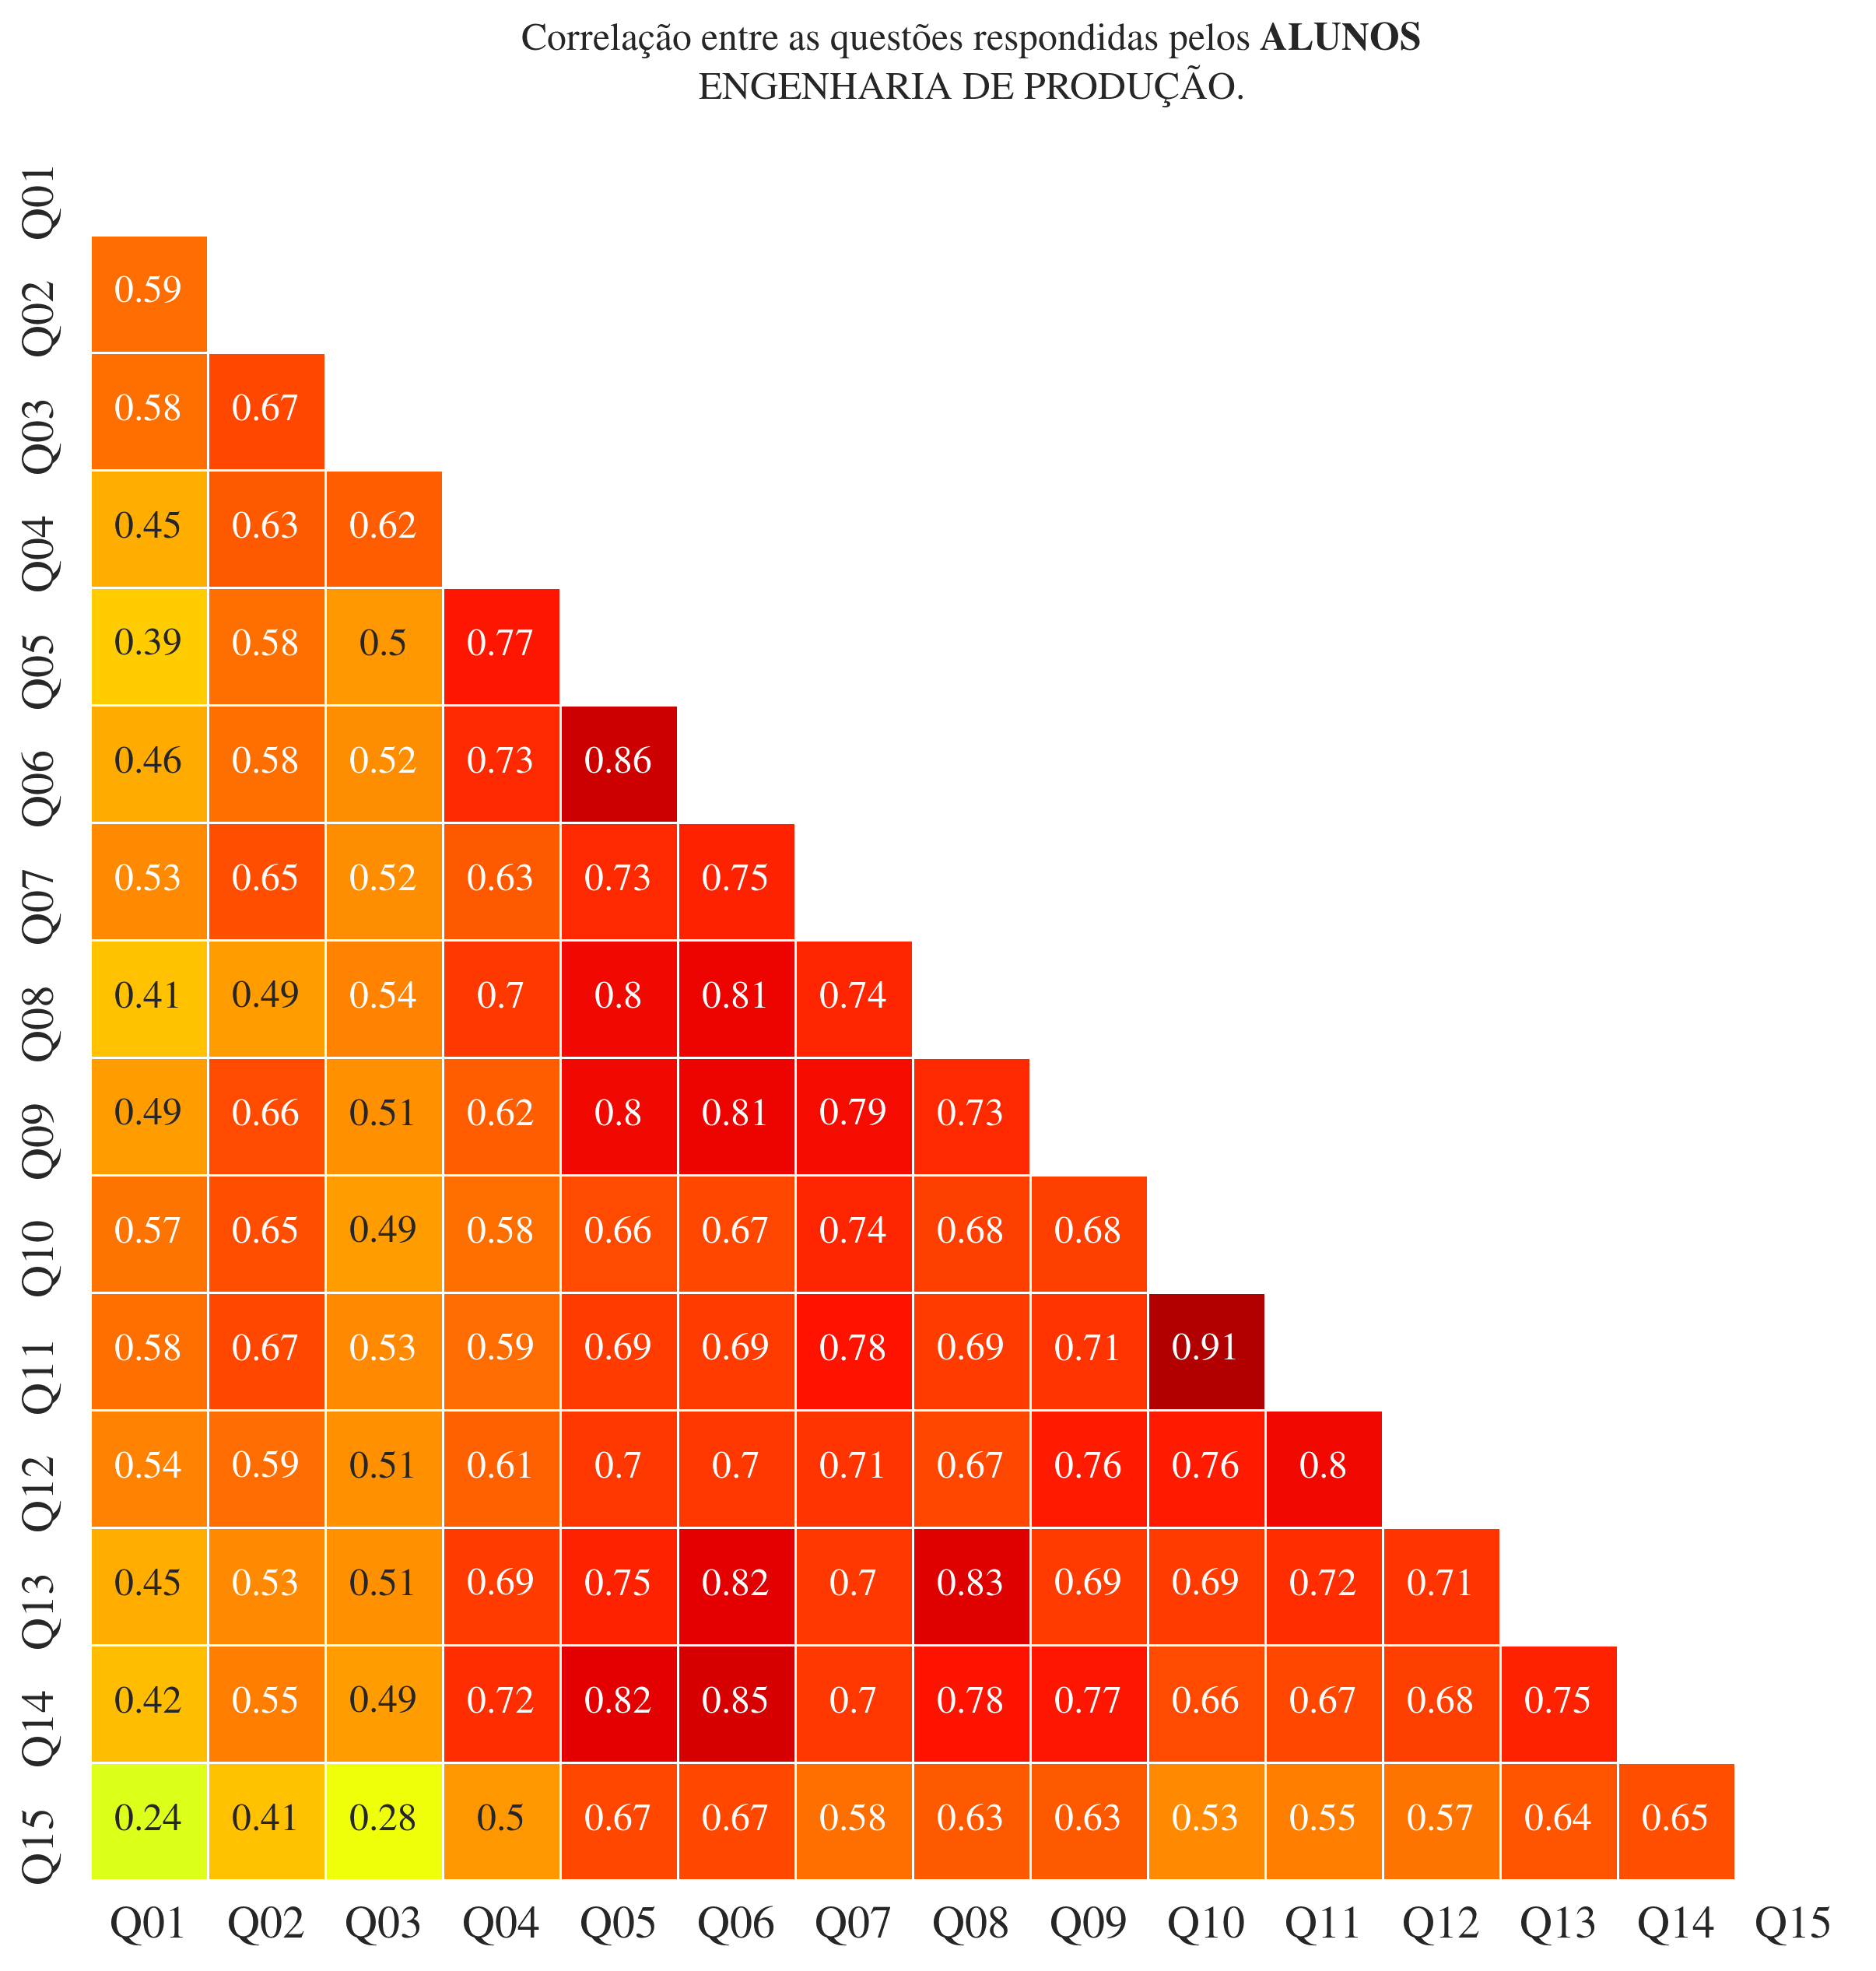 Correlação entre as questões respondidas pelos ALUNOS
ENGENHARIA DE PRODUÇÃO.
Q01
Q02 0.59
Q03 0.58 0.67
Q04 0.45 0.63 0.62
Q05 0.39 0.58 0.5 0.77
Q06 0.46 0.58 0.52 0.73 0.86
Q07 0.53 0.65 0.52 0.63 0.73 0.75
Q08 0.41 0.49 0.54 0.7 0.8 0.81 0.74
Q09 0.49 0.66 0.51 0.62 0.8 0.81 0.79 0.73
Q10 0.57 0.65 0.49 0.58 0.66 0.67 0.74 0.68 0.68
Q11 0.58 0.67 0.53 0.59 0.69 0.69 0.78 0.69 0.71 0.91
Q12 0.54 0.59 0.51 0.61 0.7 0.7 0.71 0.67 0.76 0.76 0.8
Q13 0.45 0.53 0.51 0.69 0.75 0.82 0.7 0.83 0.69 0.69 0.72 0.71
Q14 0.42 0.55 0.49 0.72 0.82 0.85 0.7 0.78 0.77 0.66 0.67 0.68 0.75
Q15 0.24 0.41 0.28 0.5 0.67 0.67 0.58 0.63 0.63 0.53 0.55 0.57 0.64 0.65
Q01 Q02 Q03 Q04 Q05 Q06 Q07 Q08 Q09 Q10 Q11 Q12 Q13 Q14 Q15